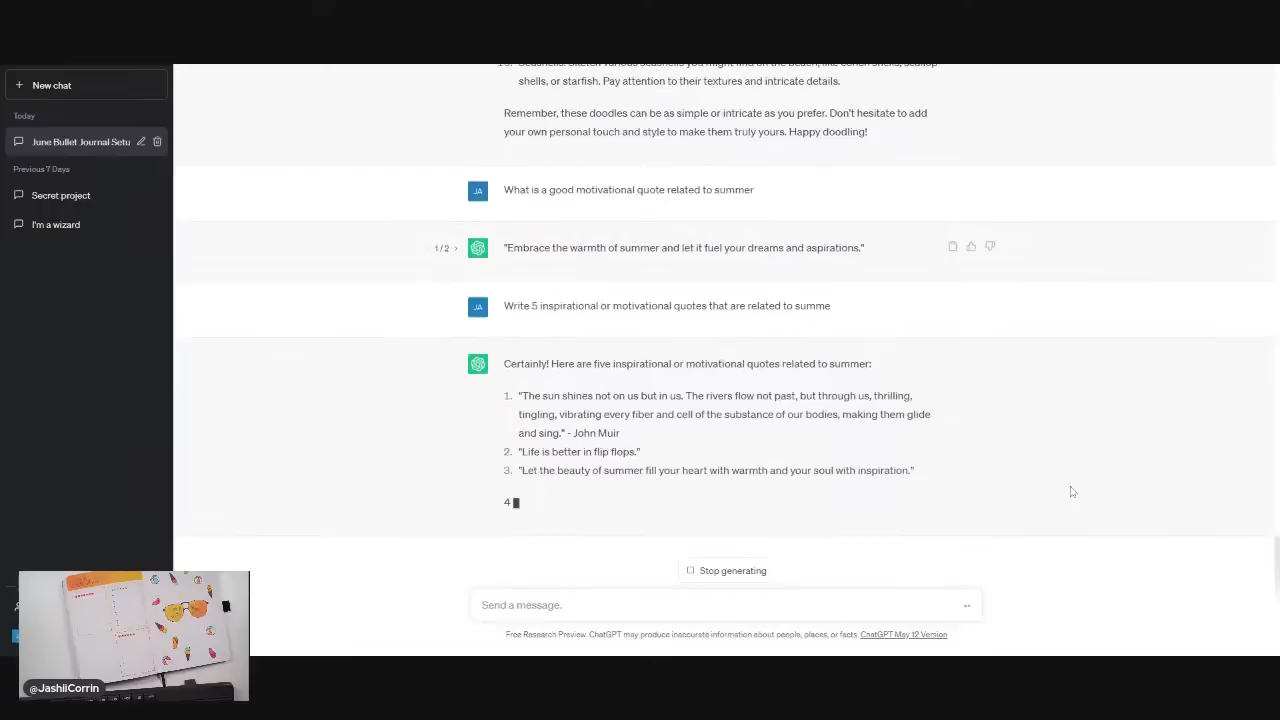 New chat
Today
June Bullet Journal Setu
Previous 7 Days
Secret project
I'm a wizard
shells, or starfish. Pay attention to their textures and intricate details.
Remember, these doodles can be as simple or intricate as you prefer. Don't hesitate to add
your own personal touch and style to make them truly yours. Happy doodling!
JA What is a good motivational quote related to summer
1 / 2 "Embrace the warmth of summer and let it fuel your dreams and aspirations."
JA Write 5 inspirational or motivational quotes that are related to summe
Certainly! Here are five inspirational or motivational quotes related to summer:
1. "The sun shines not on us but in us. The rivers flow not past, but through us, thrilling,
tingling, vibrating every fiber and cell of the substance of our bodies, making them glide
and sing." - John Muir
2. "Life is better in flip flops."
3. "Let the beauty of summer fill your heart with warmth and your soul with inspiration."
4
Stop generating
Send a message.
Free Research Preview. ChatGPT may produce inaccurate information about people, places, or facts. ChatGPT May 12 Version
@JashiiCorrin